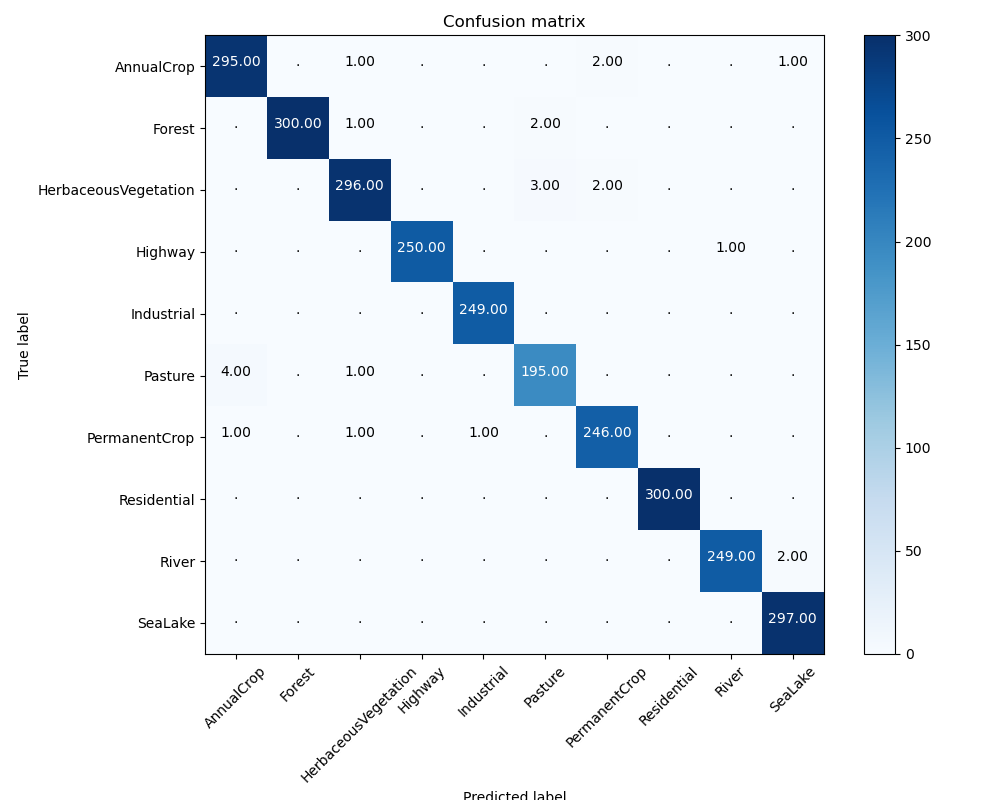 Confusion matrix
AnnualCrop 295.00 . 1.00 . . . 2.00 . . 1.00
Forest . 300.00 1.00 . . 2.00 . . . .
HerbaceousVegetation . . 296.00 . . 3.00 2.00 . . .
Highway . . . 250.00 . . . . 1.00 .
Industrial . . . . 249.00 . . . . .
Pasture 4.00 . 1.00 . . 195.00 . . . .
PermanentCrop 1.00 . 1.00 . 1.00 . 246.00 . . .
Residential . . . . . . . 300.00 . .
River . . . . . . . . 249.00 2.00
SeaLake . . . . . . . . . 297.00
True label
AnnualCrop
Forest
HerbaceousVegetation
Highway
Industrial
Pasture
PermanentCrop
Residential
River
SeaLake
Predicted label
300
250
200
150
100
50
0